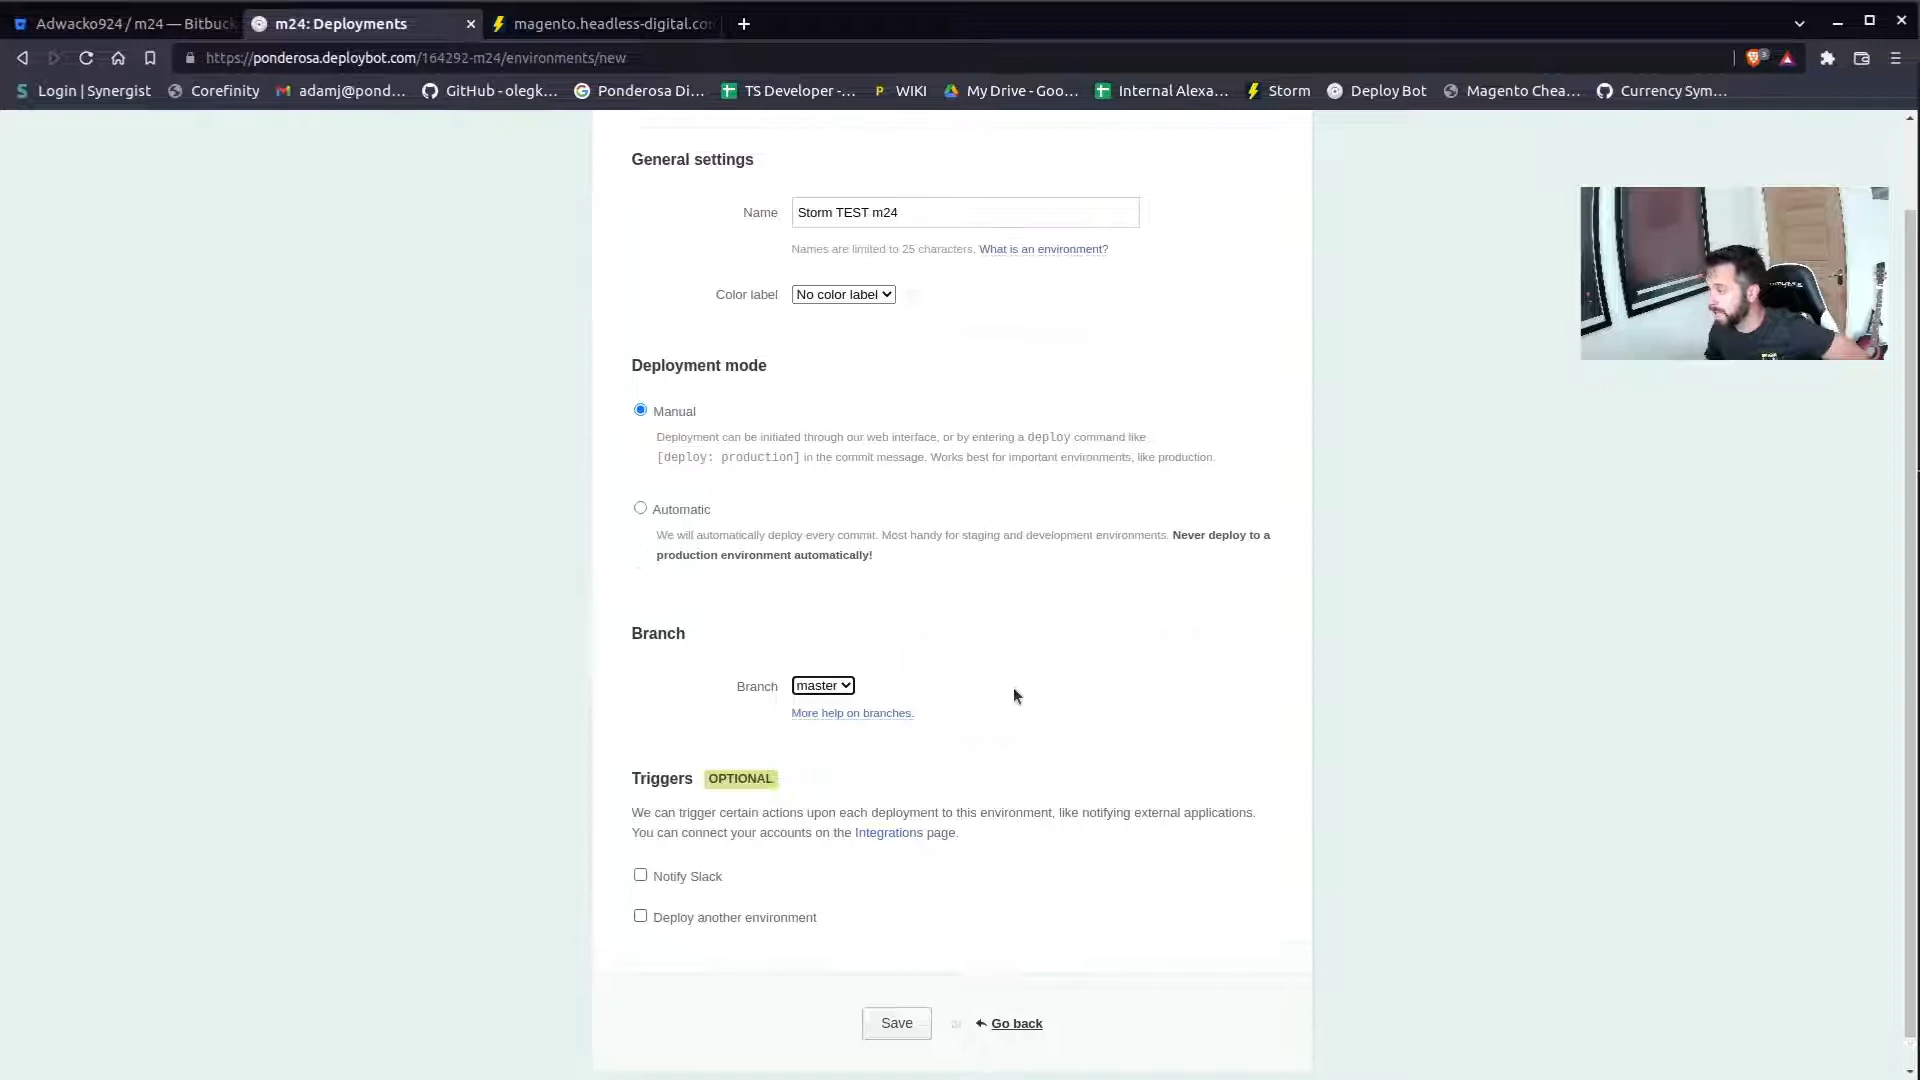 Adwacko924 / m24 — Bitbuck
m24: Deployments
magento.headless-digital.co
https://ponderosa.deploybot.com/164292-m24/environments/new
Login | Synergist
Corefinity
adamj@pond...
GitHub - olegk...
Ponderosa Di...
TS Developer -...
WIKI
My Drive - Goo...
Internal Alexa...
Storm
Deploy Bot
Magento Chea...
Currency Sym...
General settings
Name
Storm TEST m24
Names are limited to 25 characters. What is an environment?
Color label
No color label
Deployment mode
Manual
Deployment can be initiated through our web interface, or by entering a deploy command like
[deploy: production] in the commit message. Works best for important environments, like production.
Automatic
We will automatically deploy every commit. Most handy for staging and development environments. Never deploy to a
production environment automatically!
Branch
Branch
master
More help on branches.
Triggers OPTIONAL
We can trigger certain actions upon each deployment to this environment, like notifying external applications.
You can connect your accounts on the Integrations page.
Notify Slack
Deploy another environment
Save
Go back